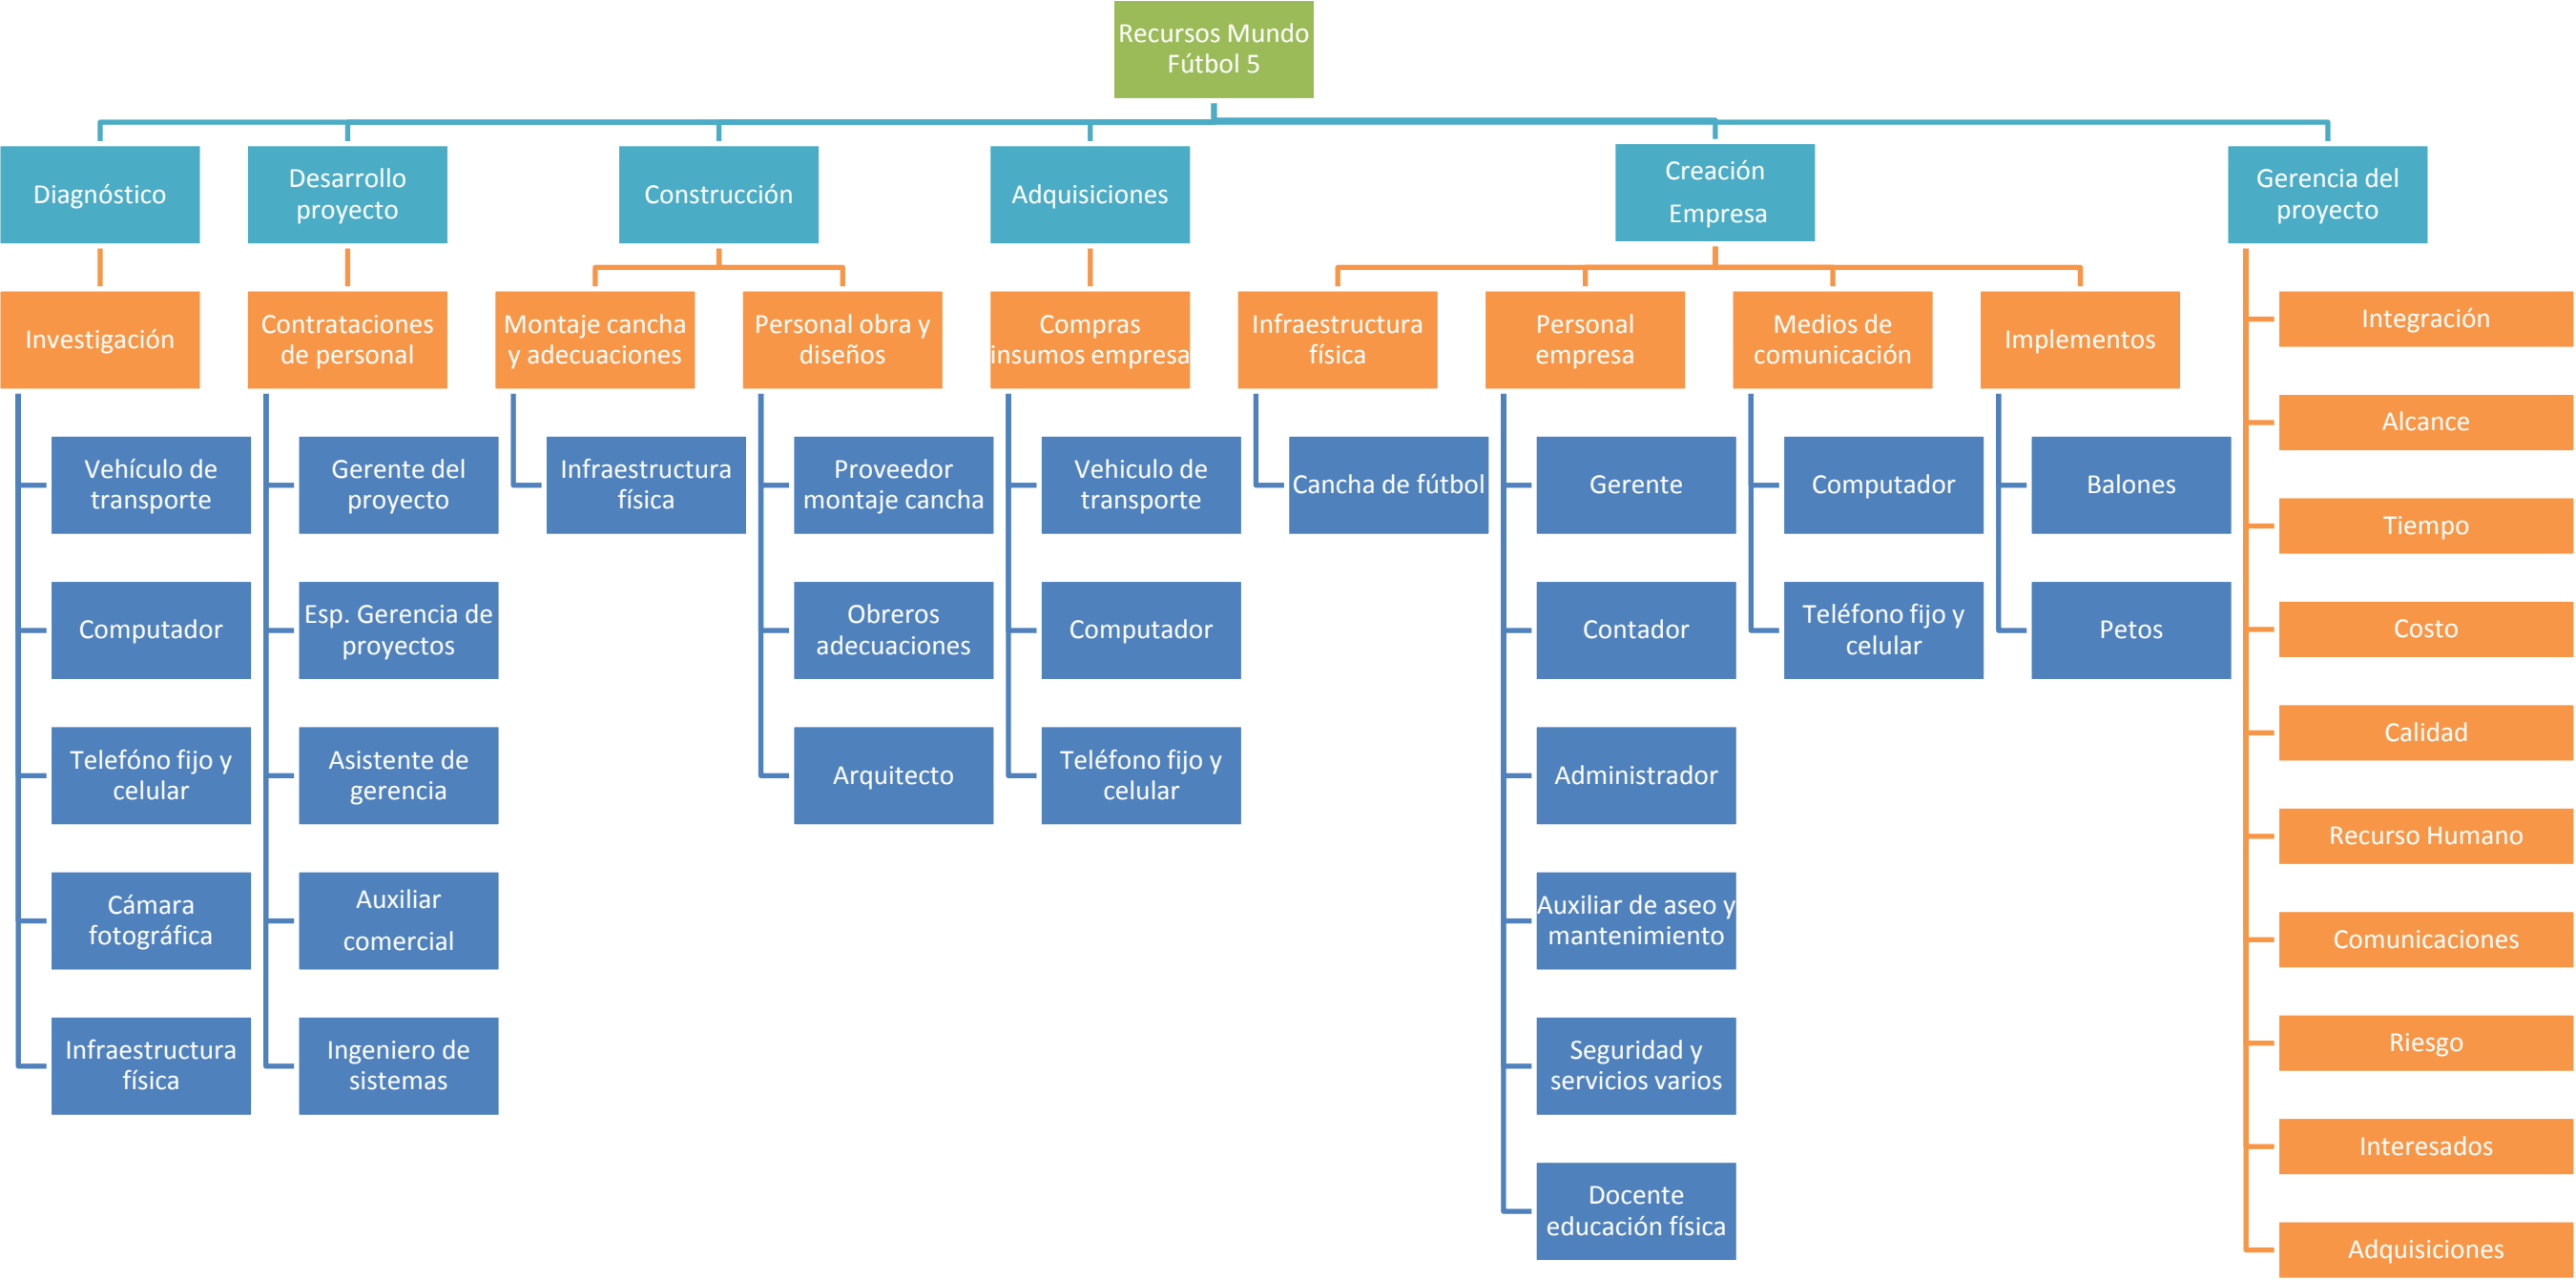 Recursos Mundo
Fútbol 5
Diagnóstico
Desarrollo
proyecto
Construcción
Adquisiciones
Creación
Empresa
Gerencia del
proyecto
Investigación
Contrataciones
de personal
Montaje cancha
y adecuaciones
Personal obra y
diseños
Compras
insumos empresa
Infraestructura
física
Personal
empresa
Medios de
comunicación
Implementos
Vehículo de
transporte
Computador
Telefóno fijo y
celular
Cámara
fotográfica
Infraestructura
física
Gerente del
proyecto
Esp. Gerencia de
proyectos
Asistente de
gerencia
Auxiliar
comercial
Ingeniero de
sistemas
Infraestructura
física
Proveedor
montaje cancha
Obreros
adecuaciones
Arquitecto
Vehiculo de
transporte
Computador
Teléfono fijo y
celular
Cancha de fútbol
Gerente
Contador
Administrador
Auxiliar de aseo y
mantenimiento
Seguridad y
servicios varios
Docente
educación física
Computador
Teléfono fijo y
celular
Balones
Petos
Integración
Alcance
Tiempo
Costo
Calidad
Recurso Humano
Comunicaciones
Riesgo
Interesados
Adquisiciones